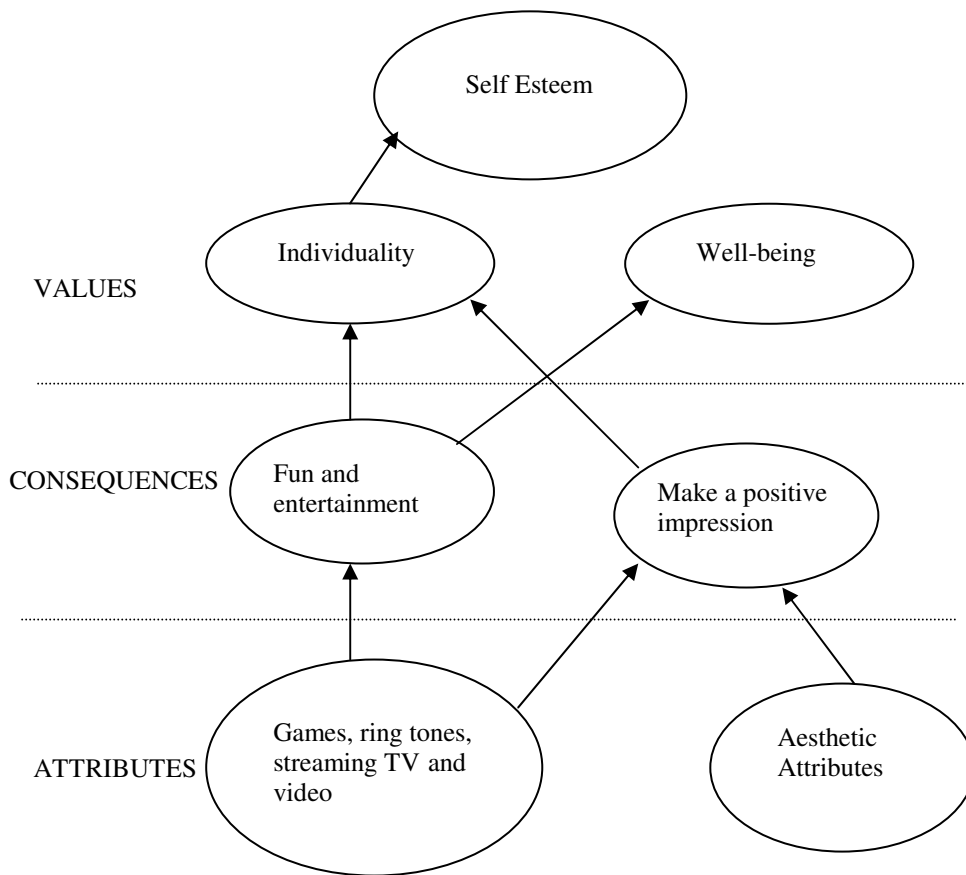 Self Esteem
Individuality
Well-being
VALUES
Fun and
entertainment
CONSEQUENCES
Make a positive
impression
Games, ring tones,
streaming TV and
video
ATTRIBUTES
Aesthetic
Attributes